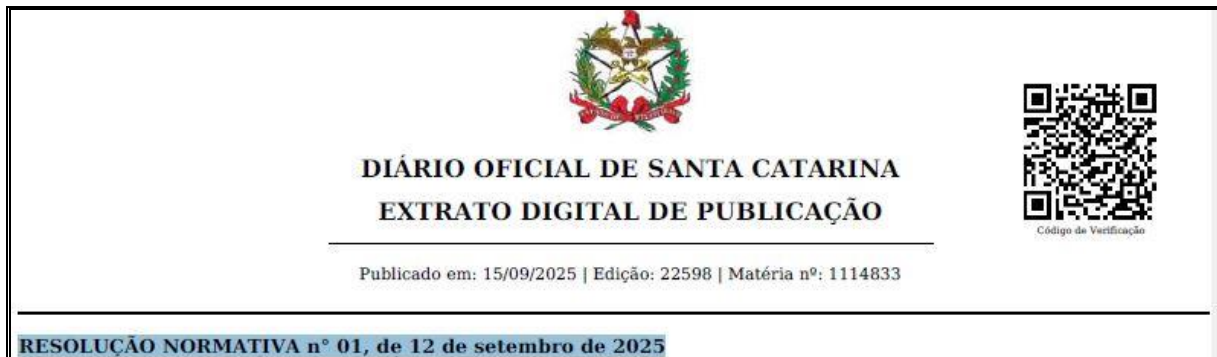 DIÁRIO OFICIAL DE SANTA CATARINA
EXTRATO DIGITAL DE PUBLICAÇÃO
Código de Verificação
Publicado em: 15/09/2025 | Edição: 22598 | Matéria nº: 1114833
RESOLUÇÃO NORMATIVA n° 01, de 12 de setembro de 2025